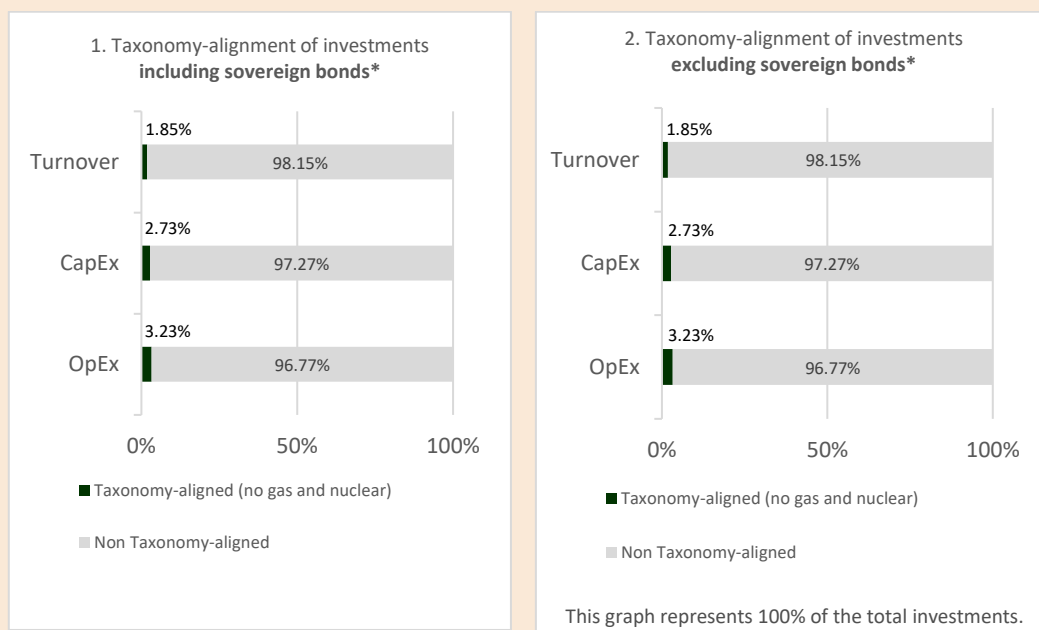 1. Taxonomy-alignment of investments
including sovereign bonds*
1.85%
Turnover
98.15%
2.73%
CapEx
97.27%
3.23%
OpEx
96.77%
0% 50% 100%
Taxonomy-aligned (no gas and nuclear)
Non Taxonomy-aligned
2. Taxonomy-alignment of investments
excluding sovereign bonds*
1.85%
Turnover
98.15%
2.73%
CapEx
97.27%
3.23%
OpEx
96.77%
0% 50% 100%
Taxonomy-aligned (no gas and nuclear)
Non Taxonomy-aligned
This graph represents 100% of the total investments.